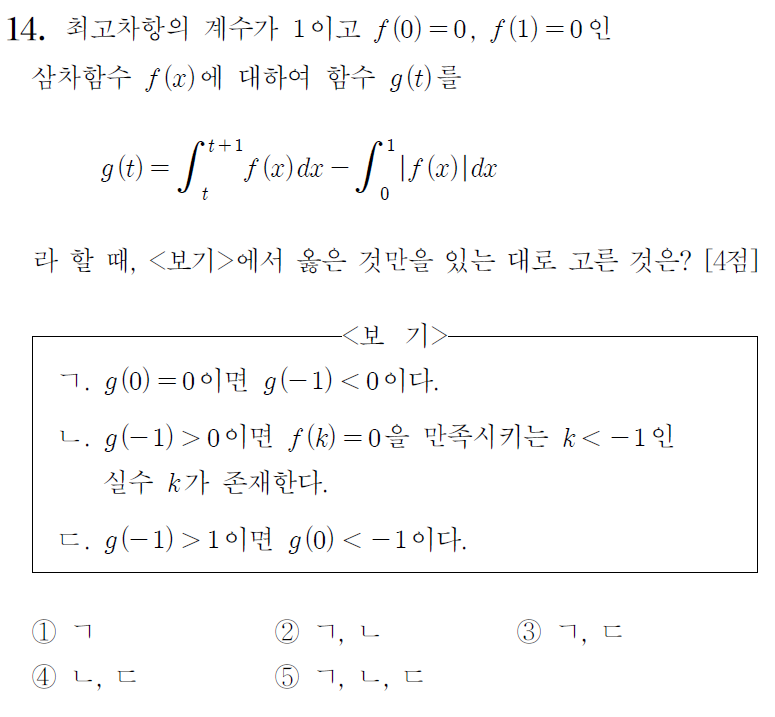 14. 최고차항의 계수가 1이고 f(0)=0, f(1)=0인
삼차함수 f(x)에 대하여 함수 g(t)를
g(t)=∫_t^{t+1} f(x)dx−∫_0^1 |f(x)|dx
라 할 때, <보기>에서 옳은 것만을 있는 대로 고른 것은? [4점]
<보 기>
ㄱ. g(0)=0이면 g(−1)<0이다.
ㄴ. g(−1)>0이면 f(k)=0을 만족시키는 k<−1인
실수 k가 존재한다.
ㄷ. g(−1)>1이면 g(0)<−1이다.
① ㄱ ② ㄱ, ㄴ ③ ㄱ, ㄷ
④ ㄴ, ㄷ ⑤ ㄱ, ㄴ, ㄷ